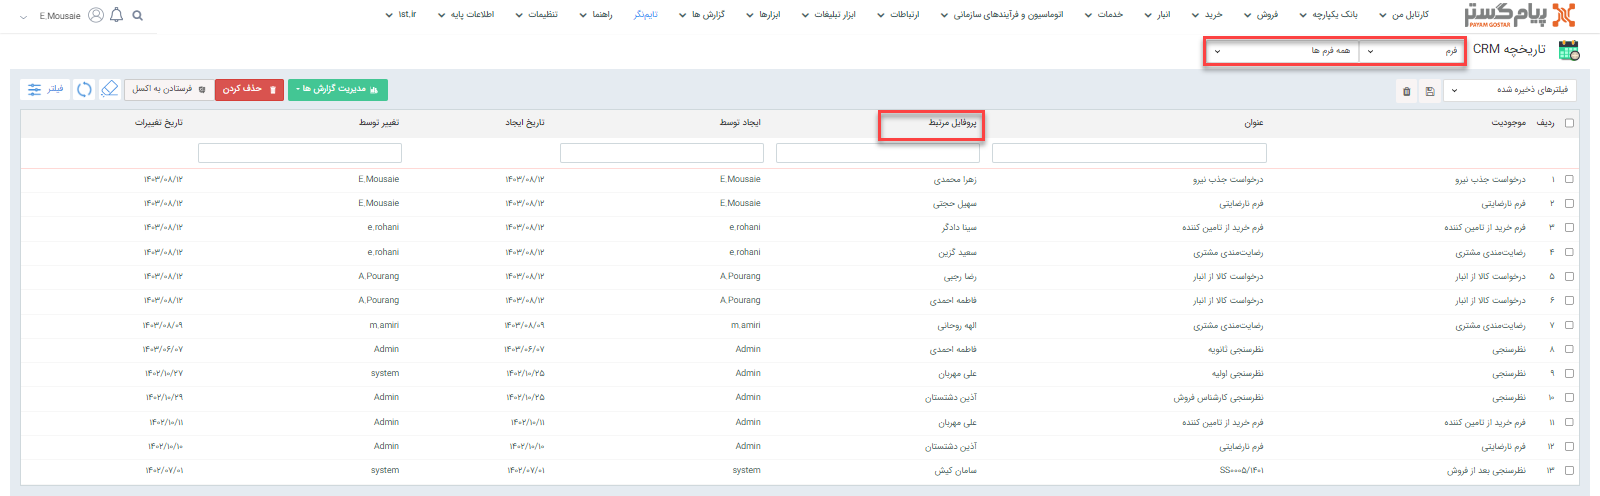 پیام گستر PAYAM GOSTAR کارتابل من بانک یکپارچه فروش خرید انبار خدمات اتوماسیون و فرآیندهای سازمانی ارتباطات ابزار تبلیغات ابزارها گزارش ها تایم‌نگر راهنما تنظیمات اطلاعات پایه 1st.ir E.Mousaie
تاریخچه CRM فرم همه فرم ها
فیلترهای ذخیره شده مدیریت گزارش ها حذف کردن فرستادن به اکسل فیلتر
ردیف موجودیت عنوان پروفایل مرتبط ایجاد توسط تاریخ ایجاد تغییر توسط تاریخ تغییرات
۱ درخواست جذب نیرو درخواست جذب نیرو زهرا محمدی E.Mousaie ۱۴۰۳/۰۸/۱۲ E.Mousaie ۱۴۰۳/۰۸/۱۲
۲ فرم نارضایتی فرم نارضایتی سهیل حجتی E.Mousaie ۱۴۰۳/۰۸/۱۲ E.Mousaie ۱۴۰۳/۰۸/۱۲
۳ فرم خرید از تامین کننده فرم خرید از تامین کننده سینا دادگر e.rohani ۱۴۰۳/۰۸/۱۲ e.rohani ۱۴۰۳/۰۸/۱۲
۴ رضایت‌مندی مشتری رضایت‌مندی مشتری سعید گزین e.rohani ۱۴۰۳/۰۸/۱۲ e.rohani ۱۴۰۳/۰۸/۱۲
۵ درخواست کالا از انبار درخواست کالا از انبار رضا رجبی A.Pourang ۱۴۰۳/۰۸/۱۲ A.Pourang ۱۴۰۳/۰۸/۱۲
۶ درخواست کالا از انبار درخواست کالا از انبار فاطمه احمدی A.Pourang ۱۴۰۳/۰۸/۱۲ A.Pourang ۱۴۰۳/۰۸/۱۲
۷ رضایت‌مندی مشتری رضایت‌مندی مشتری الهه روحانی m.amiri ۱۴۰۳/۰۸/۰۹ m.amiri ۱۴۰۳/۰۸/۰۹
۸ نظرسنجی نظرسنجی ثانویه فاطمه احمدی Admin ۱۴۰۳/۰۶/۰۷ Admin ۱۴۰۳/۰۶/۰۷
۹ نظرسنجی نظرسنجی اولیه علی مهربان Admin ۱۴۰۲/۱۰/۲۵ system ۱۴۰۲/۱۰/۲۷
۱۰ نظرسنجی نظرسنجی کارشناس فروش آذین دشتستان Admin ۱۴۰۲/۱۰/۲۵ Admin ۱۴۰۲/۱۰/۲۹
۱۱ فرم خرید از تامین کننده فرم خرید از تامین کننده علی مهربان Admin ۱۴۰۲/۱۰/۱۱ Admin ۱۴۰۲/۱۰/۱۱
۱۲ فرم نارضایتی فرم نارضایتی آذین دشتستان Admin ۱۴۰۲/۱۰/۱۰ Admin ۱۴۰۲/۱۰/۱۰
۱۳ نظرسنجی بعد از فروش SS۰۰۰۵/۱۴۰۱ سامان کیش system ۱۴۰۲/۰۷/۰۱ system ۱۴۰۲/۰۷/۰۱